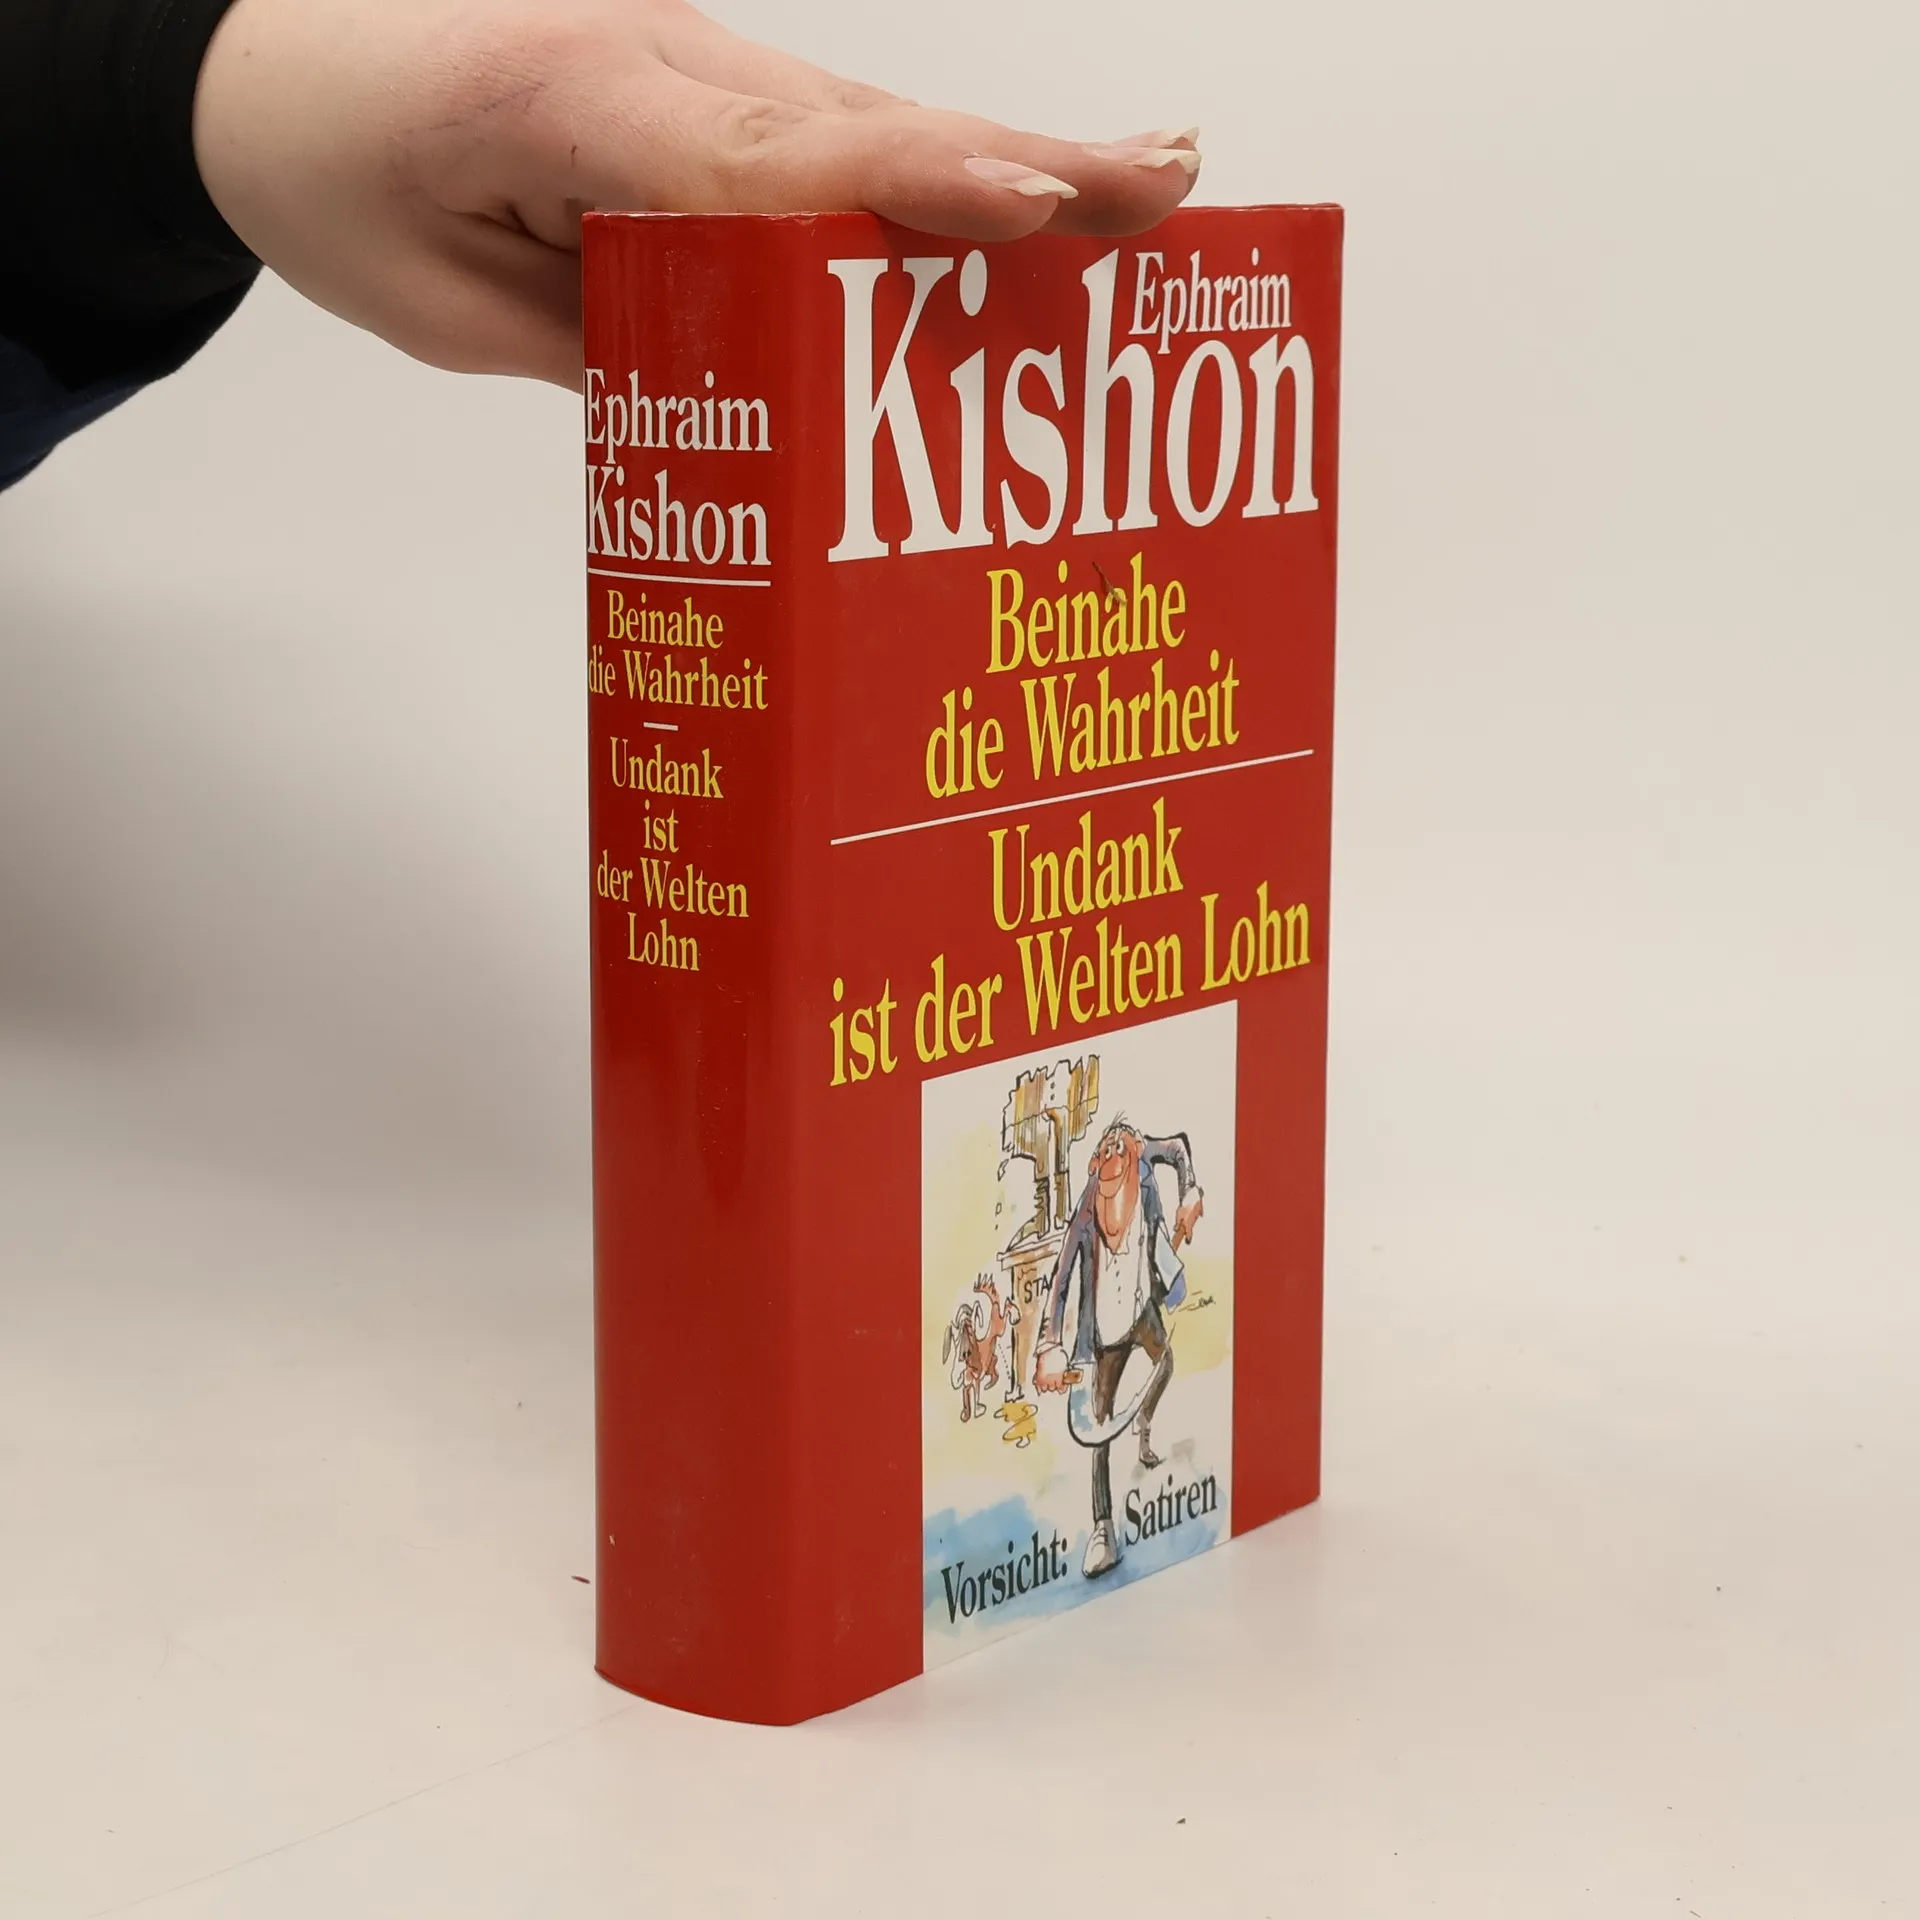 Ephraim
Kishon
Beinahe
die Wahrheit
Undank
ist
der Welten
Lohn
Ephraim
Kishon
Beinahe
die Wahrheit
Undank
ist der Welten Lohn
STA
Vorsicht: Satiren